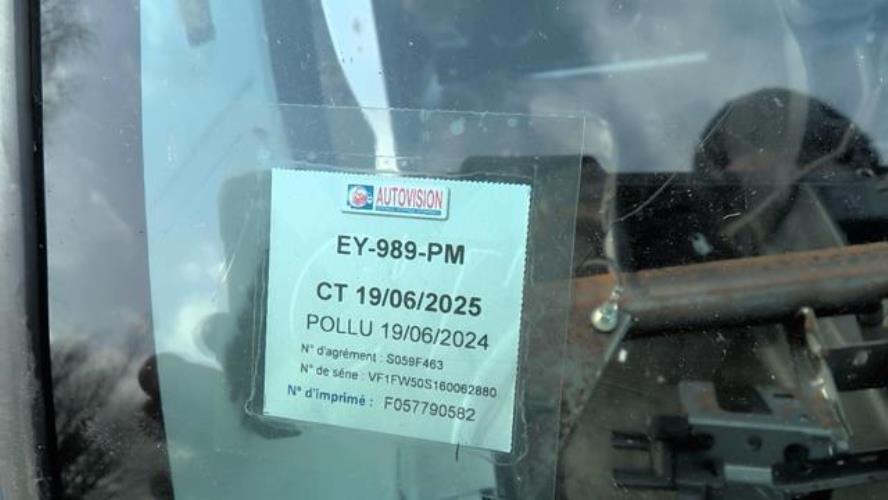 AUTOVISION
EY-989-PM
CT 19/06/2025
POLLU 19/06/2024
N° d'agrément : S059F463
N° de série : VF1FW50S160062880
N° d'imprimé : F057790582